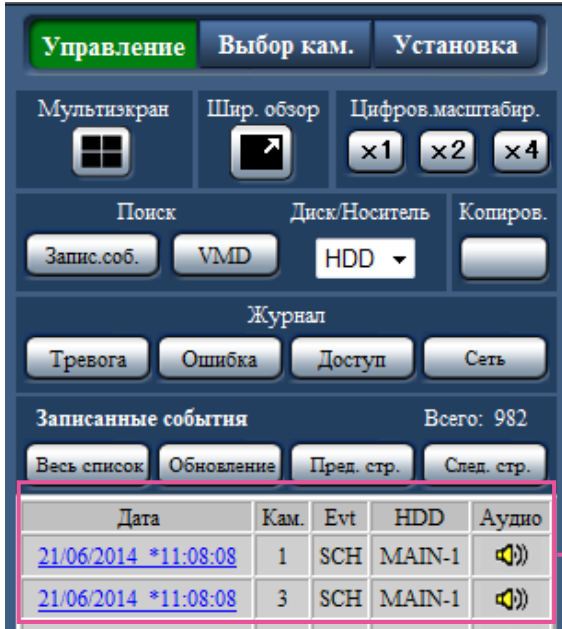 Управление Выбор кам. Установка
Мультиэкран Шир. обзор Цифров.масштабир.
x1 x2 x4
Поиск Диск/Носитель Копиров.
Запис.соб. VMD HDD
Журнал
Тревога Ошибка Доступ Сеть
Записанные события Всего: 982
Весь список Обновление Пред. стр. След. стр.
Дата Кам. Evt HDD Аудио
21/06/2014 *11:08:08 1 SCH MAIN-1
21/06/2014 *11:08:08 3 SCH MAIN-1